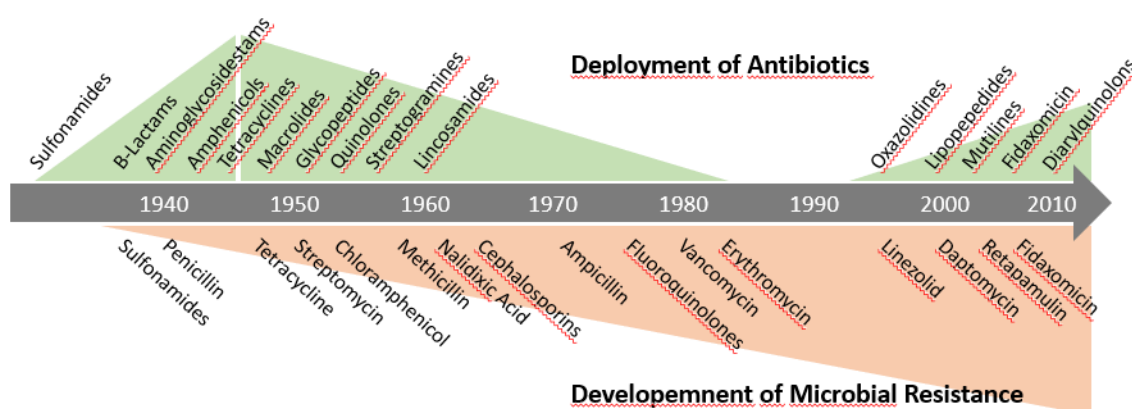 Deployment of Antibiotics
Sulfonamides
B-Lactams
Aminoglycosidestams
Amphenicols
Tetracyclines
Macrolides
Glycopeptides
Quinolones
Streptogramines
Lincosamides
Oxazolidines
Lipopepedides
Mutilines
Fidaxomicin
Diarylquinolons
1940 1950 1960 1970 1980 1990 2000 2010
Sulfonamides
Penicillin
Tetracycline
Streptomycin
Chloramphenicol
Methicillin
Nalidixic Acid
Cephalosporins
Ampicillin
Fluoroquinolones
Vancomycin
Erythromycin
Linezolid
Daptomycin
Retapamulin
Fidaxomicin
Developemnent of Microbial Resistance